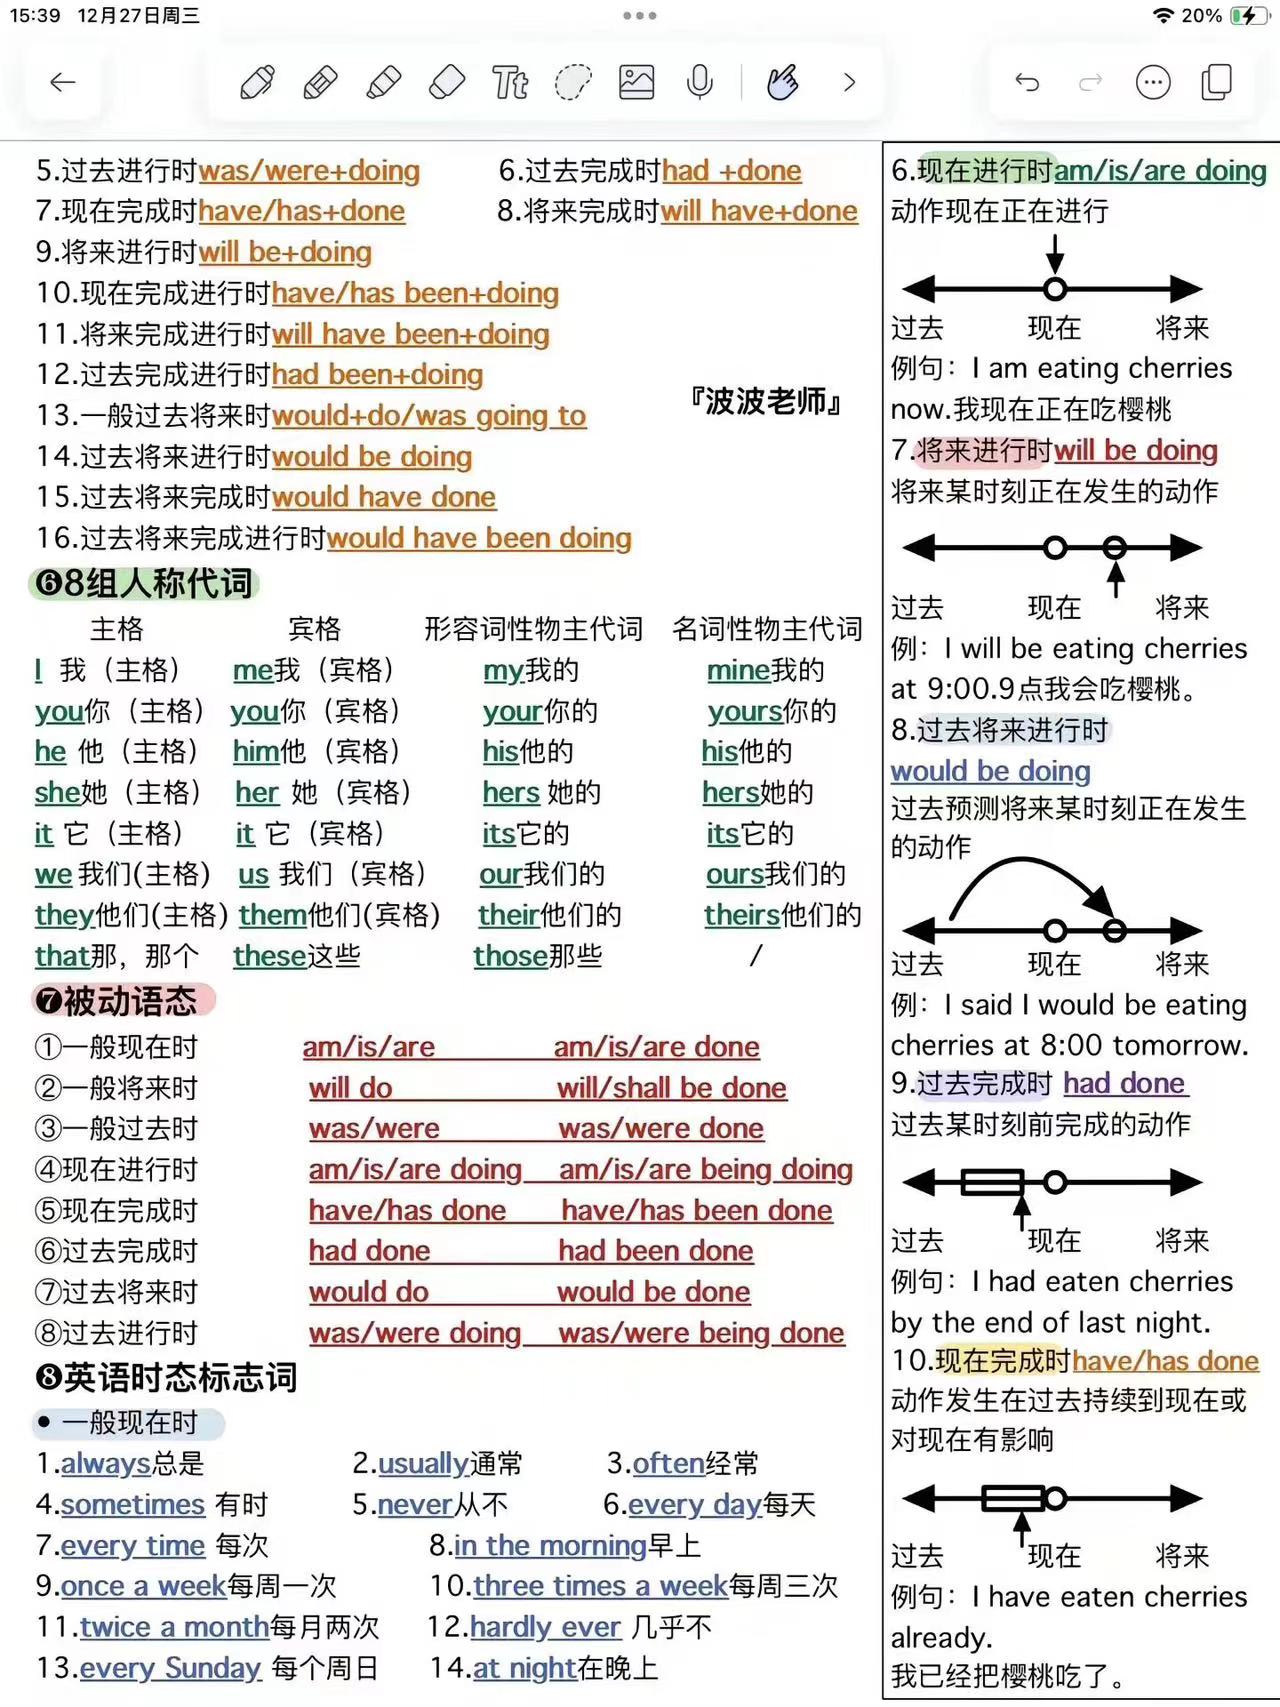 15:39 12月27日周三
20%
Tt
5.过去进行时was/were+doing 6.过去完成时had +done
7.现在完成时have/has+done 8.将来完成时will have+done
9.将来进行时will be+doing
10.现在完成进行时have/has been+doing
11.将来完成进行时will have been+doing
12.过去完成进行时had been+doing
『波波老师』
13.一般过去将来时would+do/was going to
14.过去将来进行时would be doing
15.过去将来完成时would have done
16.过去将来完成进行时would have been doing
❻8组人称代词
主格 宾格 形容词性物主代词 名词性物主代词
I 我（主格） me我（宾格） my我的 mine我的
you你（主格） you你（宾格） your你的 yours你的
he 他（主格） him他（宾格） his他的 his他的
she她（主格） her 她（宾格） hers 她的 hers她的
it 它（主格） it 它（宾格） its它的 its它的
we 我们(主格) us 我们（宾格） our我们的 ours我们的
they他们(主格) them他们(宾格) their他们的 theirs他们的
that那，那个 these这些 those那些 /
❼被动语态
①一般现在时 am/is/are am/is/are done
②一般将来时 will do will/shall be done
③一般过去时 was/were was/were done
④现在进行时 am/is/are doing am/is/are being doing
⑤现在完成时 have/has done have/has been done
⑥过去完成时 had done had been done
⑦过去将来时 would do would be done
⑧过去进行时 was/were doing was/were being done
❽英语时态标志词
• 一般现在时
1.always总是 2.usually通常 3.often经常
4.sometimes 有时 5.never从不 6.every day每天
7.every time 每次 8.in the morning早上
9.once a week每周一次 10.three times a week每周三次
11.twice a month每月两次 12.hardly ever 几乎不
13.every Sunday 每个周日 14.at night在晚上
6.现在进行时am/is/are doing
动作现在正在进行
过去 现在 将来
例句：I am eating cherries
now.我现在正在吃樱桃
7.将来进行时will be doing
将来某时刻正在发生的动作
过去 现在 将来
例：I will be eating cherries
at 9:00.9点我会吃樱桃。
8.过去将来进行时
would be doing
过去预测将来某时刻正在发生
的动作
过去 现在 将来
例：I said I would be eating
cherries at 8:00 tomorrow.
9.过去完成时 had done
过去某时刻前完成的动作
过去 现在 将来
例句：I had eaten cherries
by the end of last night.
10.现在完成时have/has done
动作发生在过去持续到现在或
对现在有影响
过去 现在 将来
例句：I have eaten cherries
already.
我已经把樱桃吃了。